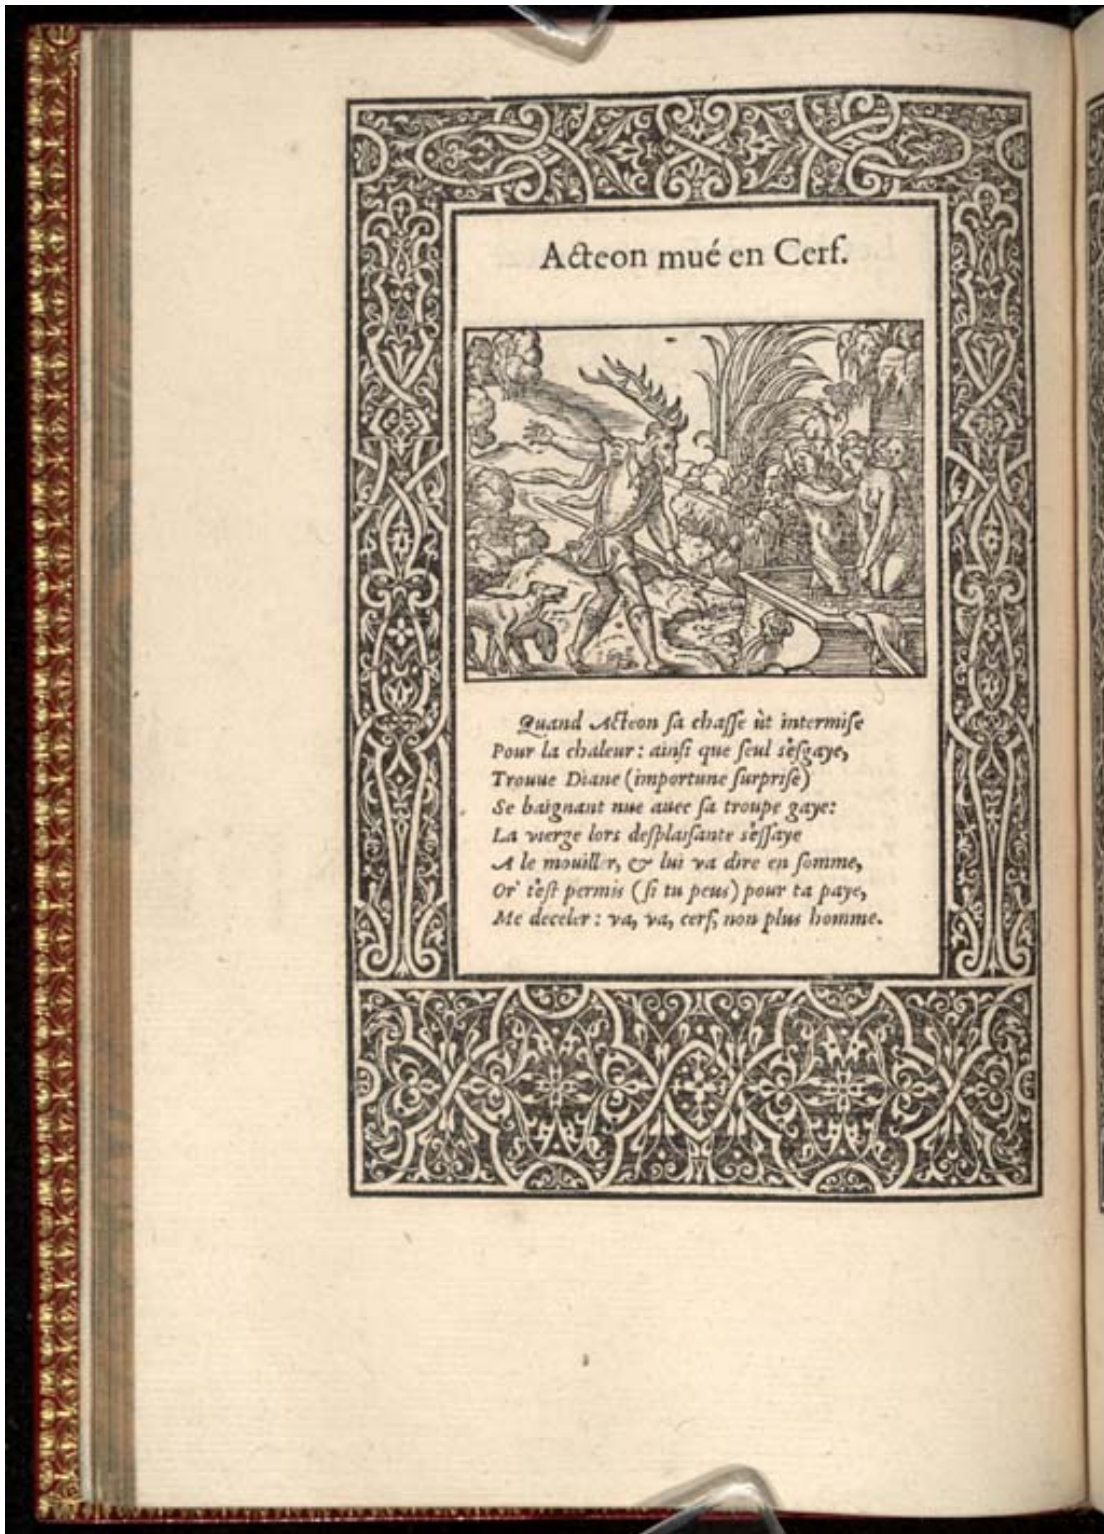 Acteon mué en Cerf.
Quand Acteon ſa chaſſe ùt intermiſe
Pour la chaleur : ainſi que ſeul s'eſgaye,
Trouue Diane (importune ſurpriſe)
Se baignant nue auec ſa troupe gaye:
La vierge lors deſplaiſante s'eſſaye
A le mouiller, & lui va dire en ſomme,
Or' t'eſt permis (ſi tu peus) pour ta paye,
Me deceler : va, va, cerf, non plus homme.